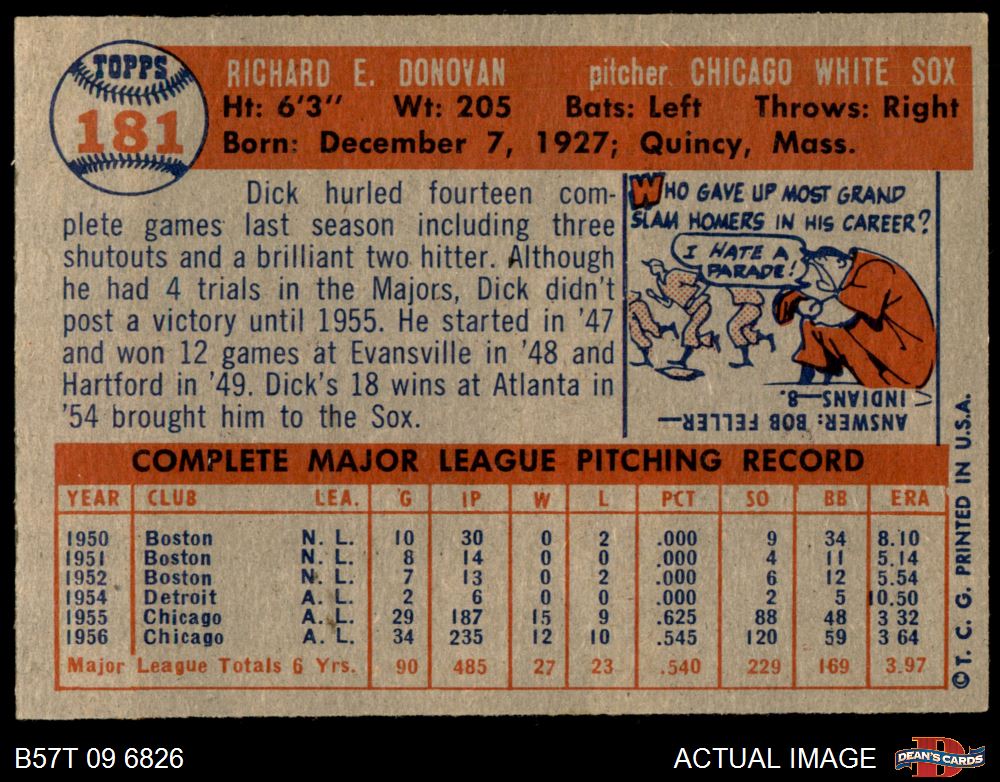 TOPPS
181
RICHARD E. DONOVAN pitcher CHICAGO WHITE SOX
Ht: 6'3" Wt: 205 Bats: Left Throws: Right
Born: December 7, 1927; Quincy, Mass.
Dick hurled fourteen com-
plete games last season including three
shutouts and a brilliant two hitter. Although
he had 4 trials in the Majors, Dick didn't
post a victory until 1955. He started in '47
and won 12 games at Evansville in '48 and
Hartford in '49. Dick's 18 wins at Atlanta in
'54 brought him to the Sox.
WHO GAVE UP MOST GRAND
SLAM HOMERS IN HIS CAREER?
I HATE A
PARADE!
ANSWER: BOB FELLER—
INDIANS—8.
COMPLETE MAJOR LEAGUE PITCHING RECORD
YEAR CLUB LEA. G IP W L PCT SO BB ERA
1950 Boston N. L. 10 30 0 2 .000 9 34 8.10
1951 Boston N. L. 8 14 0 0 .000 4 11 5.14
1952 Boston N. L. 7 13 0 2 .000 6 12 5.54
1954 Detroit A. L. 2 6 0 0 .000 2 5 10.50
1955 Chicago A. L. 29 187 15 9 .625 88 48 3 32
1956 Chicago A. L. 34 235 12 10 .545 120 59 3 64
Major League Totals 6 Yrs. 90 485 27 23 .540 229 169 3.97
©T. C. G. PRINTED IN U.S.A.
B57T 09 6826
ACTUAL IMAGE
D
DEAN'S CARDS